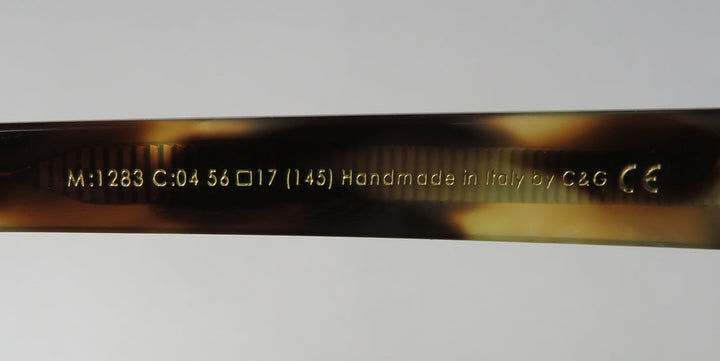 M:1283 C:04 56□17 (145) Handmade in Italy by C&G CE